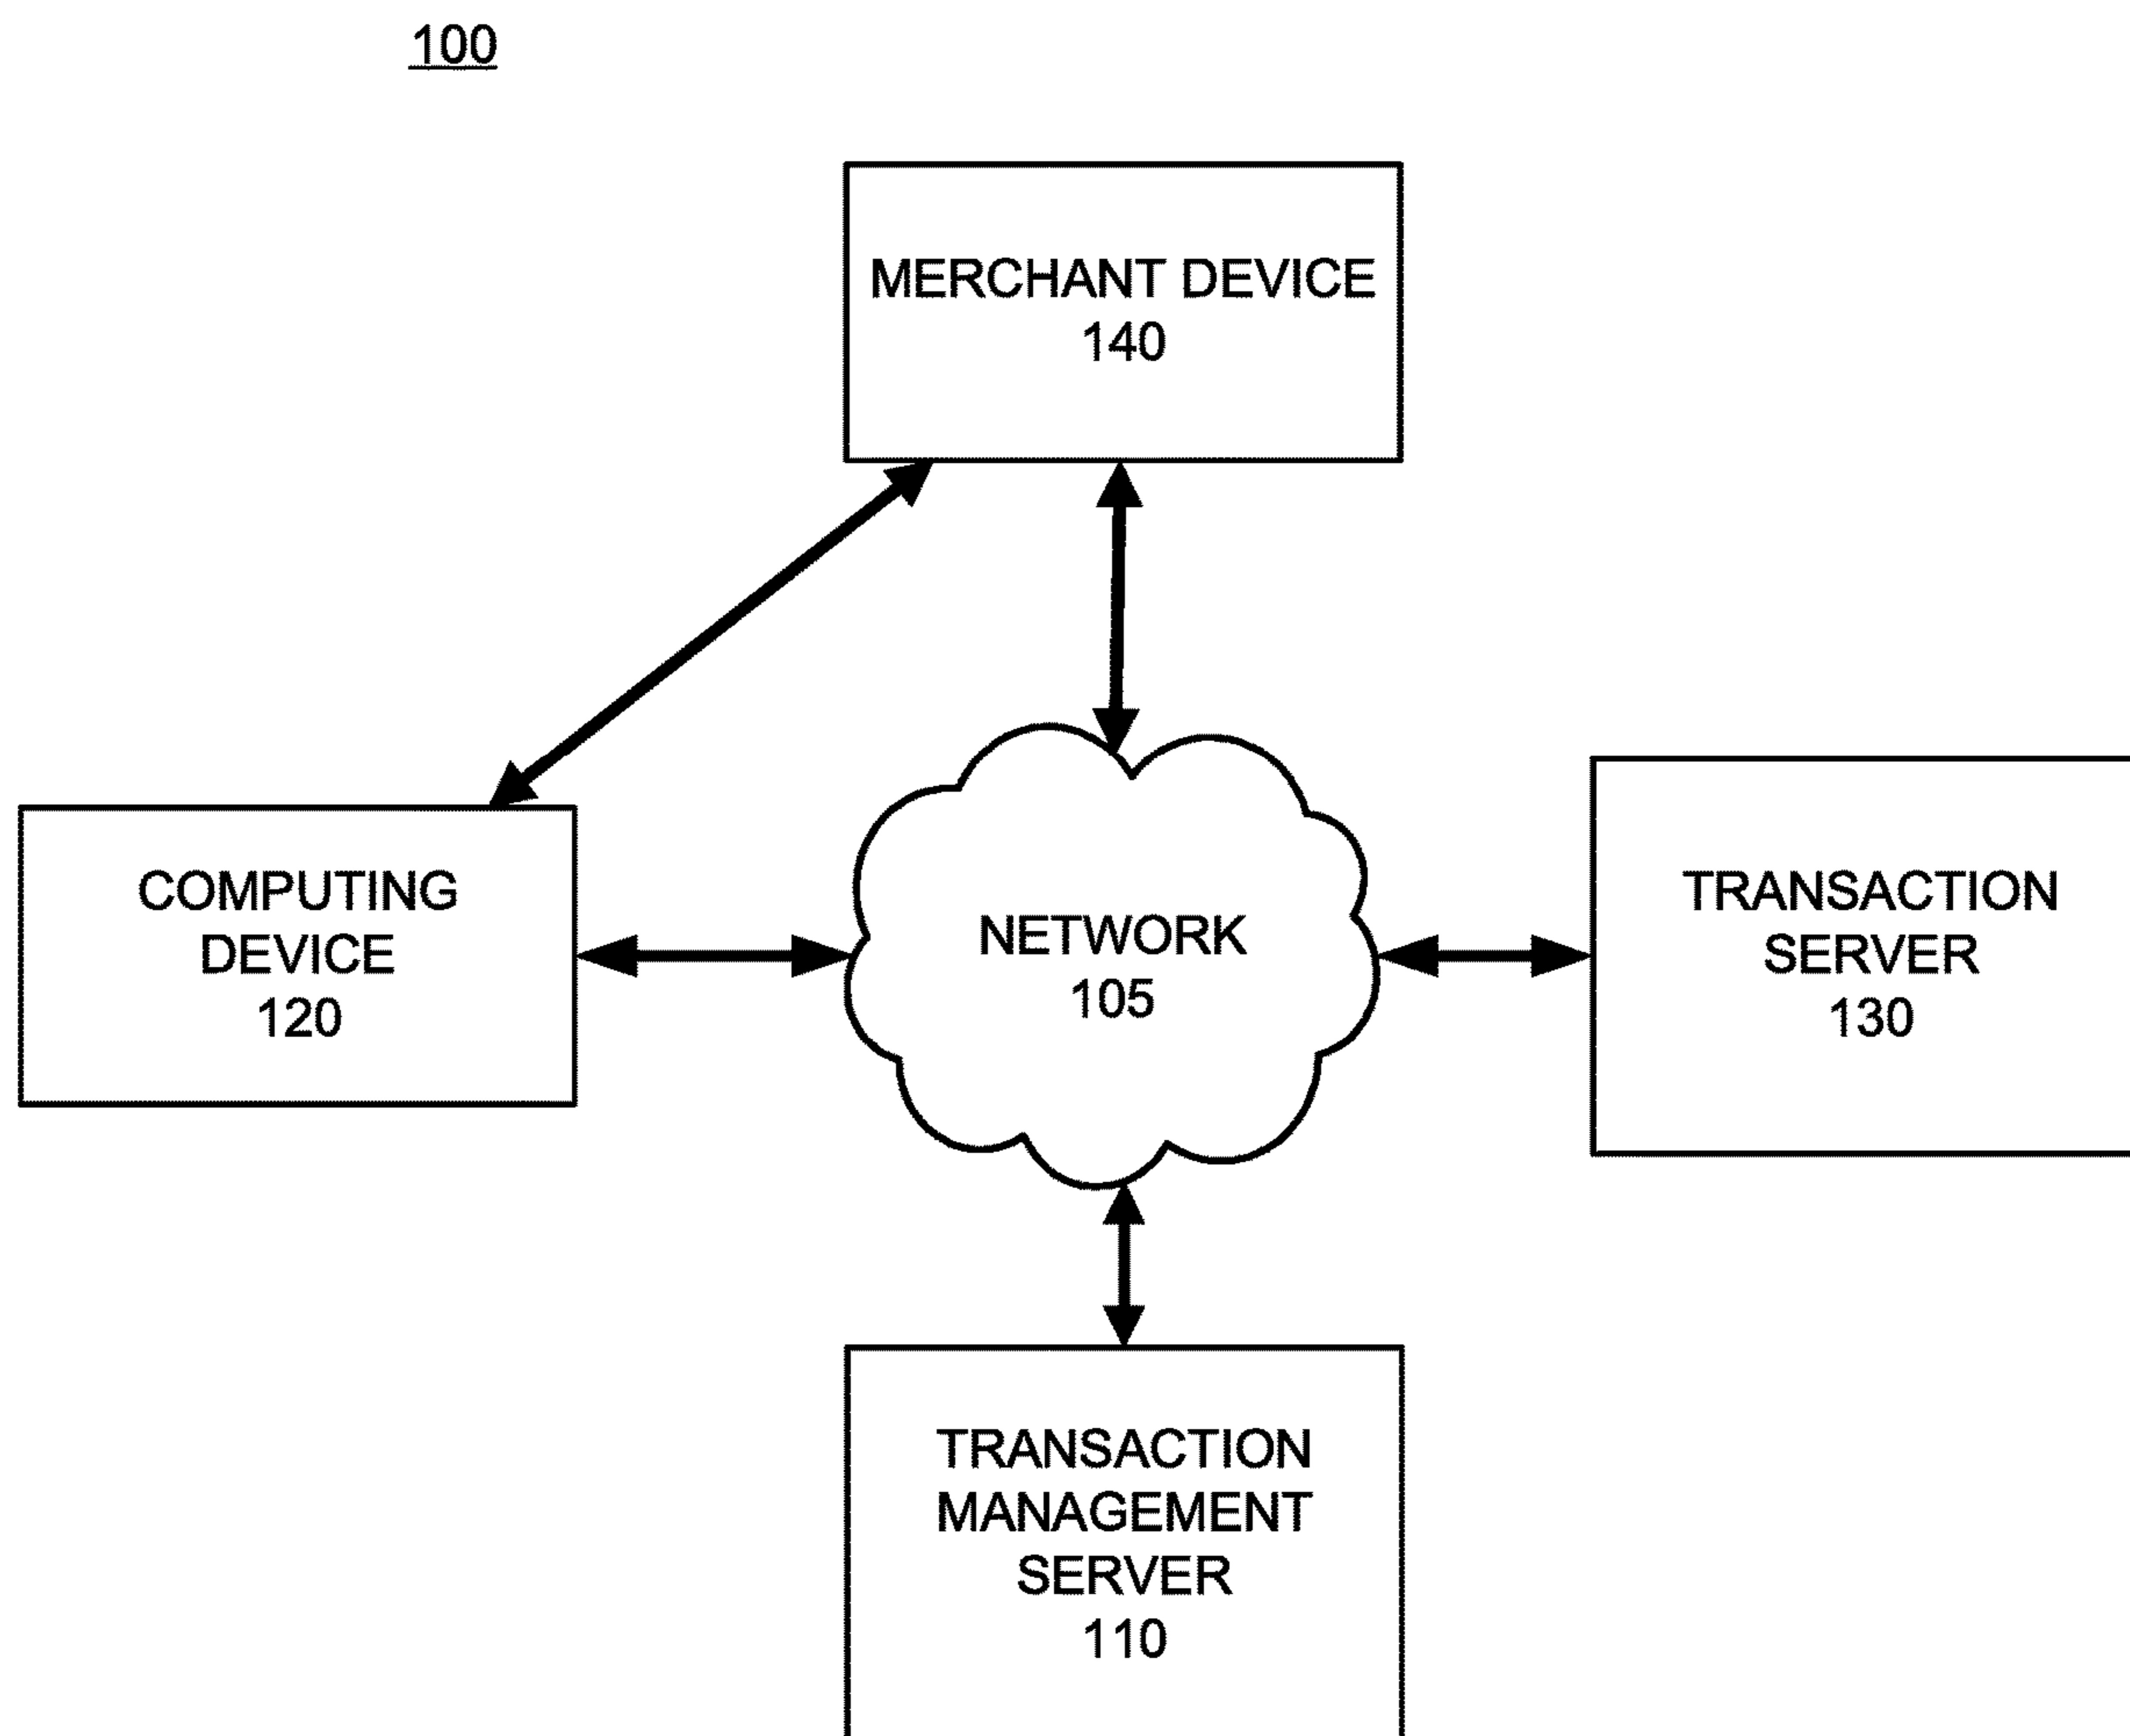 100
MERCHANT DEVICE
140
COMPUTING
DEVICE
120
NETWORK
105
TRANSACTION
SERVER
130
TRANSACTION
MANAGEMENT
SERVER
110